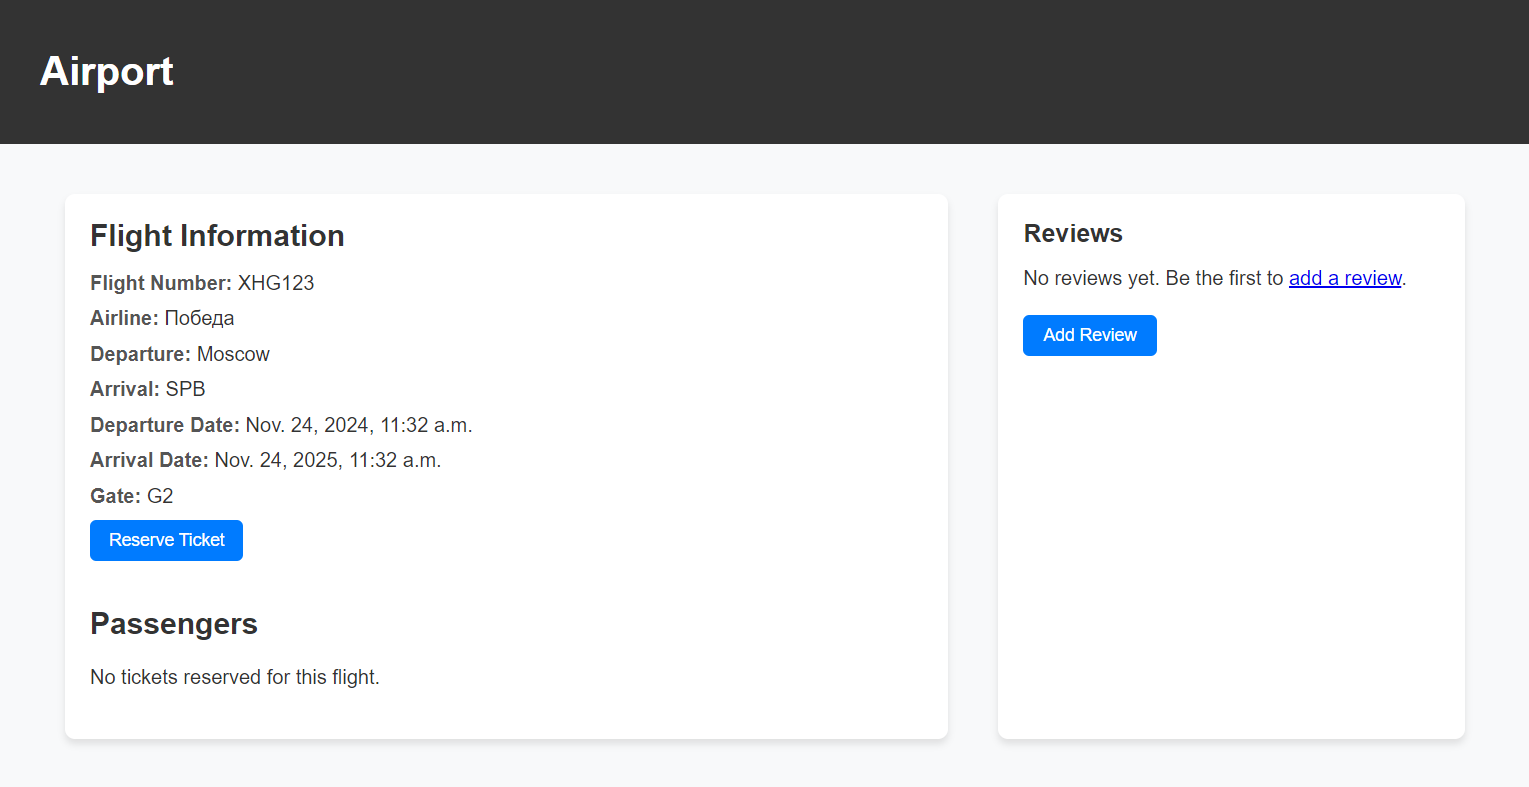 Airport
Flight Information
Flight Number: XHG123
Airline: Победа
Departure: Moscow
Arrival: SPB
Departure Date: Nov. 24, 2024, 11:32 a.m.
Arrival Date: Nov. 24, 2025, 11:32 a.m.
Gate: G2
Reserve Ticket
Passengers
No tickets reserved for this flight.
Reviews
No reviews yet. Be the first to add a review.
Add Review